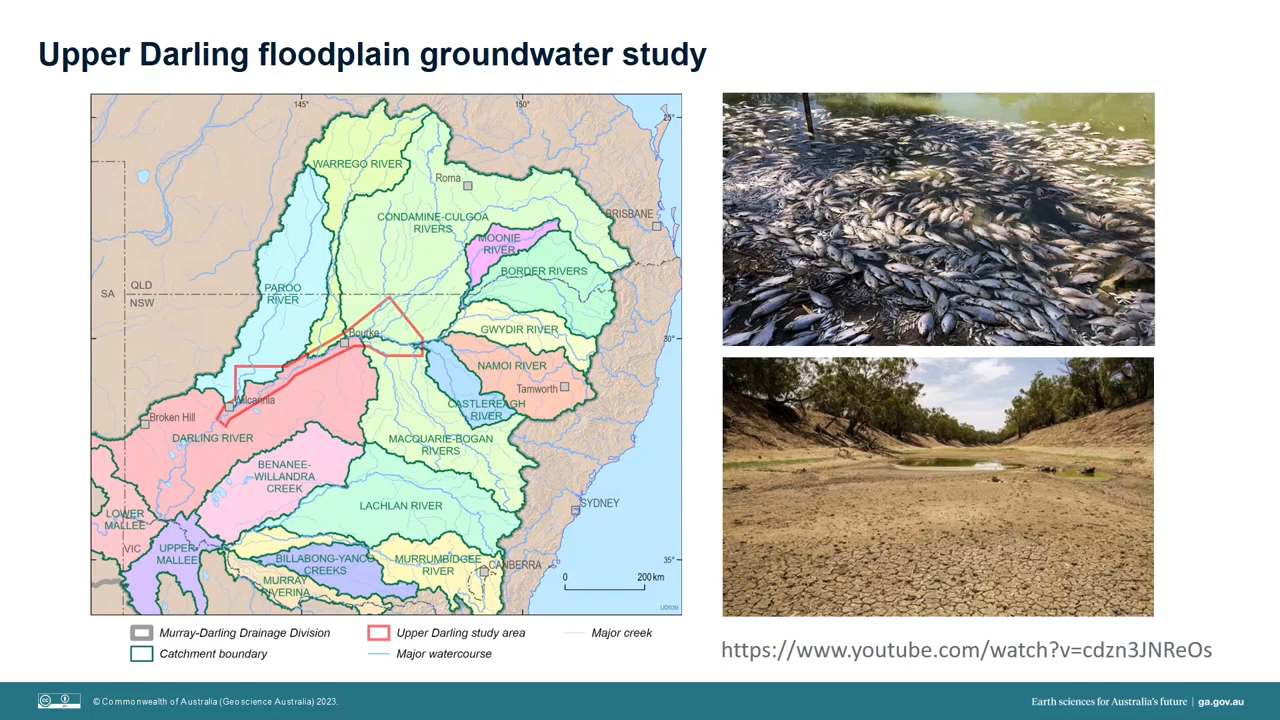 Upper Darling floodplain groundwater study
145°
150°
25°
WARREGO RIVER
Roma
CONDAMINE-CULGOA
RIVERS
BRISBANE
MOONIE
RIVER
BORDER RIVERS
QLD
SA
NSW
PAROO
RIVER
GWYDIR RIVER
Bourke
30°
NAMOI RIVER
Tamworth
Wilcannia
CASTLEREAGH
RIVER
Broken Hill
DARLING RIVER
MACQUARIE-BOGAN
RIVERS
BENANEE-
WILLANDRA
CREEK
LACHLAN RIVER
SYDNEY
LOWER
MALLEE
VIC
UPPER
MALLEE
BILLABONG-YANCO
CREEKS
MURRUMBIDGEE
RIVER
CANBERRA
35°
MURRAY
RIVERINA
0
200 km
UD039
Murray-Darling Drainage Division
Upper Darling study area
Major creek
Catchment boundary
Major watercourse
https://www.youtube.com/watch?v=cdzn3JNReOs
© Commonwealth of Australia (Geoscience Australia) 2023.
Earth sciences for Australia's future | ga.gov.au